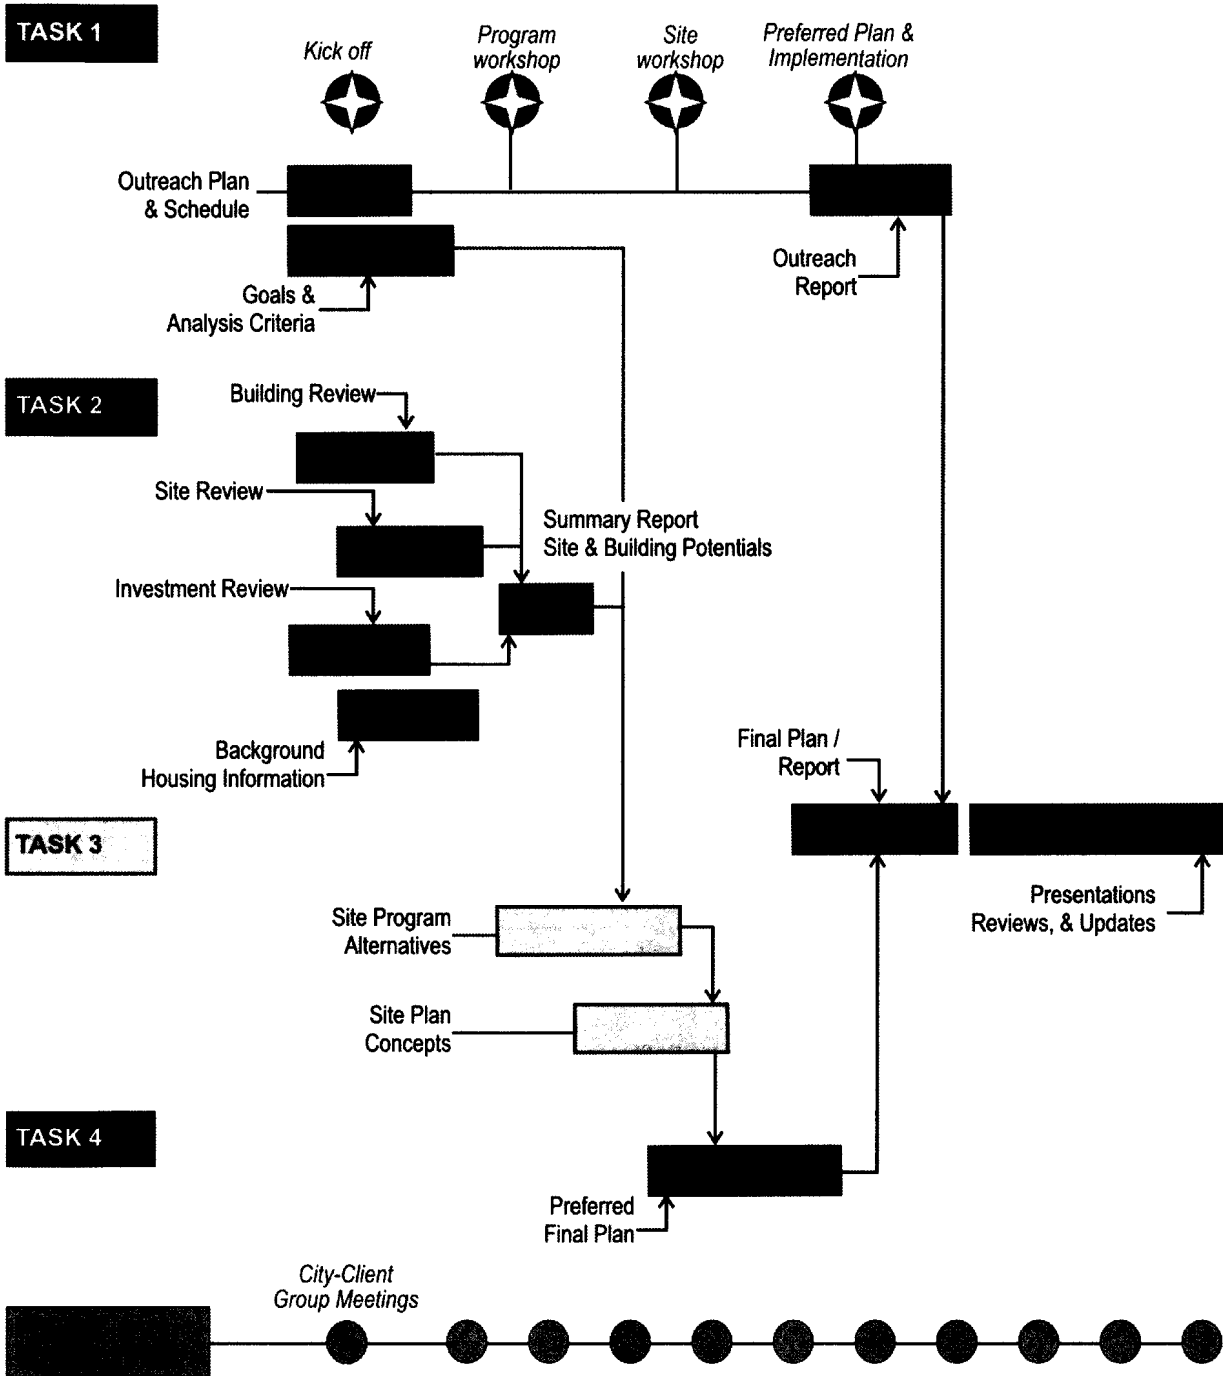 TASK 1
Kick off
Program
workshop
Site
workshop
Preferred Plan &
Implementation
Outreach Plan
& Schedule
Outreach
Report
Goals &
Analysis Criteria
TASK 2
Building Review
Site Review
Summary Report
Site & Building Potentials
Investment Review
Background
Housing Information
Final Plan /
Report
TASK 3
Presentations
Reviews, & Updates
Site Program
Alternatives
Site Plan
Concepts
TASK 4
Preferred
Final Plan
City-Client
Group Meetings